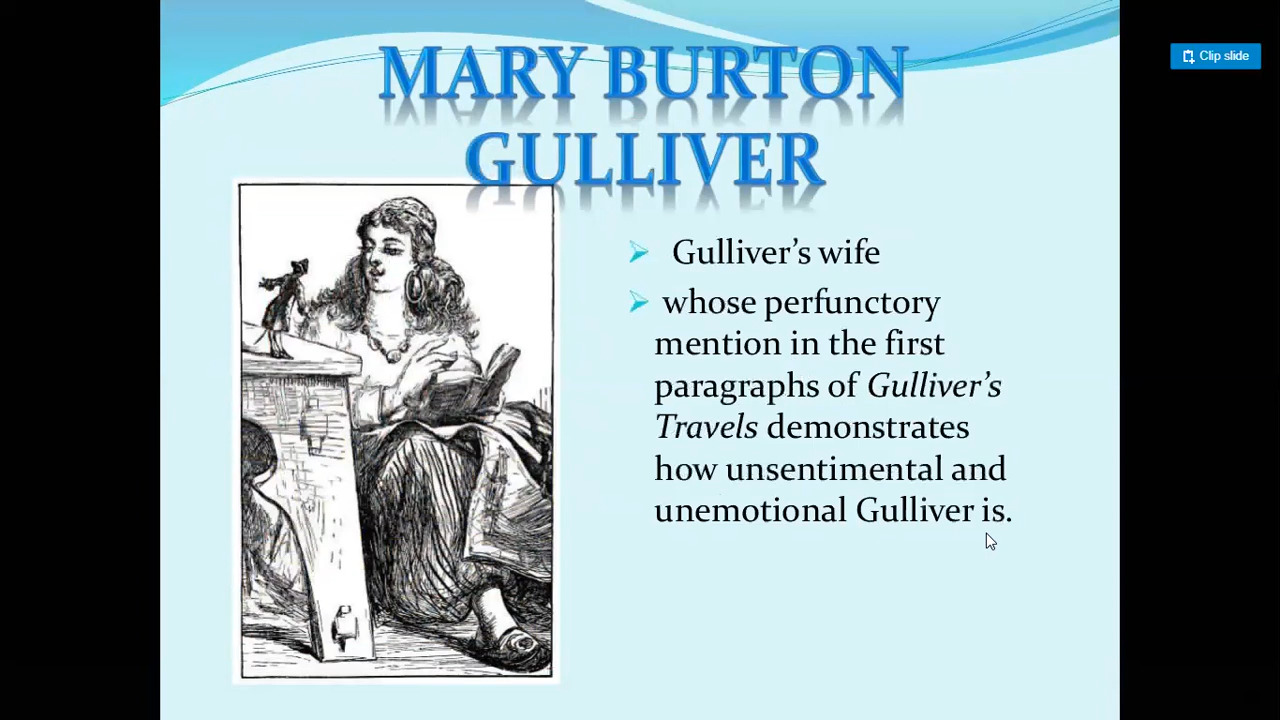 Clip slide
MARY BURTON
GULLIVER
Gulliver’s wife
whose perfunctory
mention in the first
paragraphs of Gulliver’s
Travels demonstrates
how unsentimental and
unemotional Gulliver is.